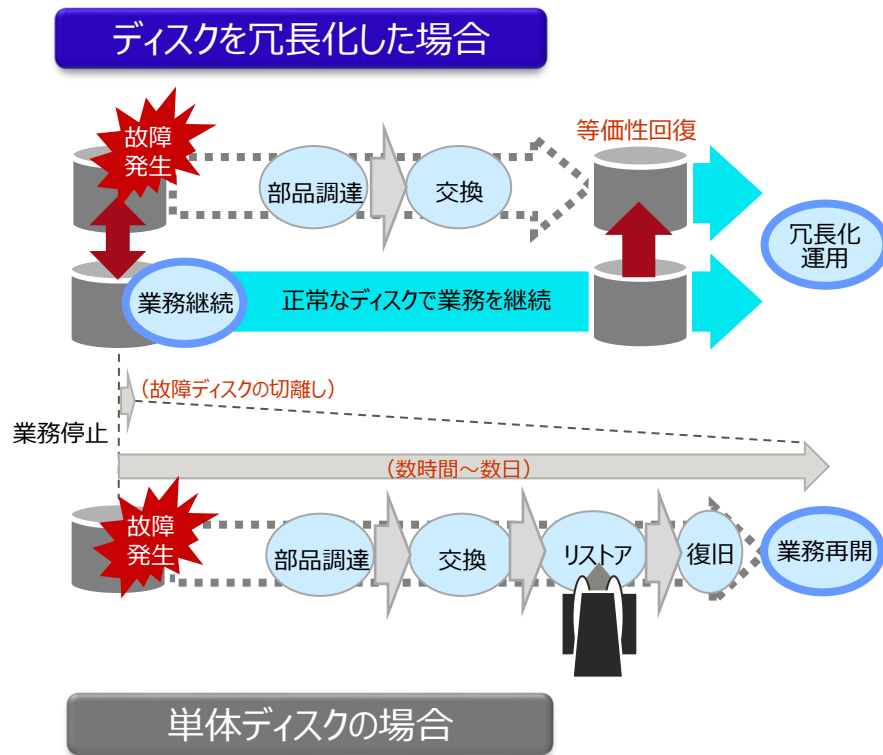 ディスクを冗長化した場合
故障
発生
部品調達
交換
等価性回復
冗長化
運用
業務継続
正常なディスクで業務を継続
（故障ディスクの切離し）
業務停止
（数時間～数日）
故障
発生
部品調達
交換
リストア
復旧
業務再開
単体ディスクの場合